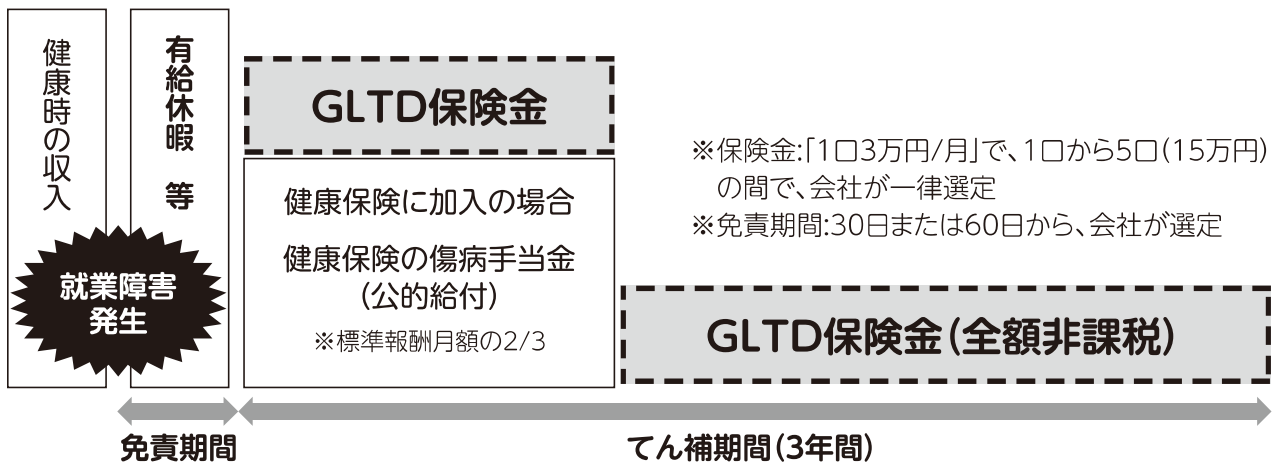 健康時の収入
有給休暇 等
就業障害
発生
GLTD保険金
健康保険に加入の場合
健康保険の傷病手当金
(公的給付)
※標準報酬月額の2/3
※保険金:「1口3万円/月」で、1口から5口(15万円)
の間で、会社が一律選定
※免責期間:30日または60日から、会社が選定
GLTD保険金(全額非課税)
免責期間
てん補期間(3年間)